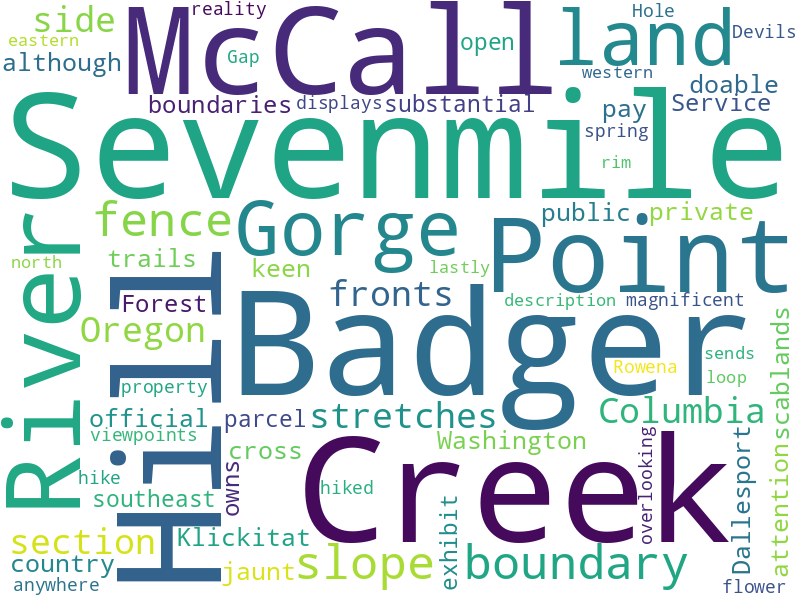 reality
side
eastern
although
McCall
Gap
open
land
Hole
Devils
western
doable
boundaries
displays
substantial
pay
Service
Sevenmile
spring
rim
River
fence
Gorge
public
private
Point
north
trails
keen
lastly
Hill
Forest
fronts
description
magnificent
Oregon
Badger
sends
Rowena
loop
property
official
parcel
stretches
Columbia
scablands
viewpoints
cross
Washington
Creek
hike
southeast
owns
hiked
overlooking
Dallesport
attention
section
Klickitat
country
jaunt
slope
exhibit
boundary
anywhere
flower